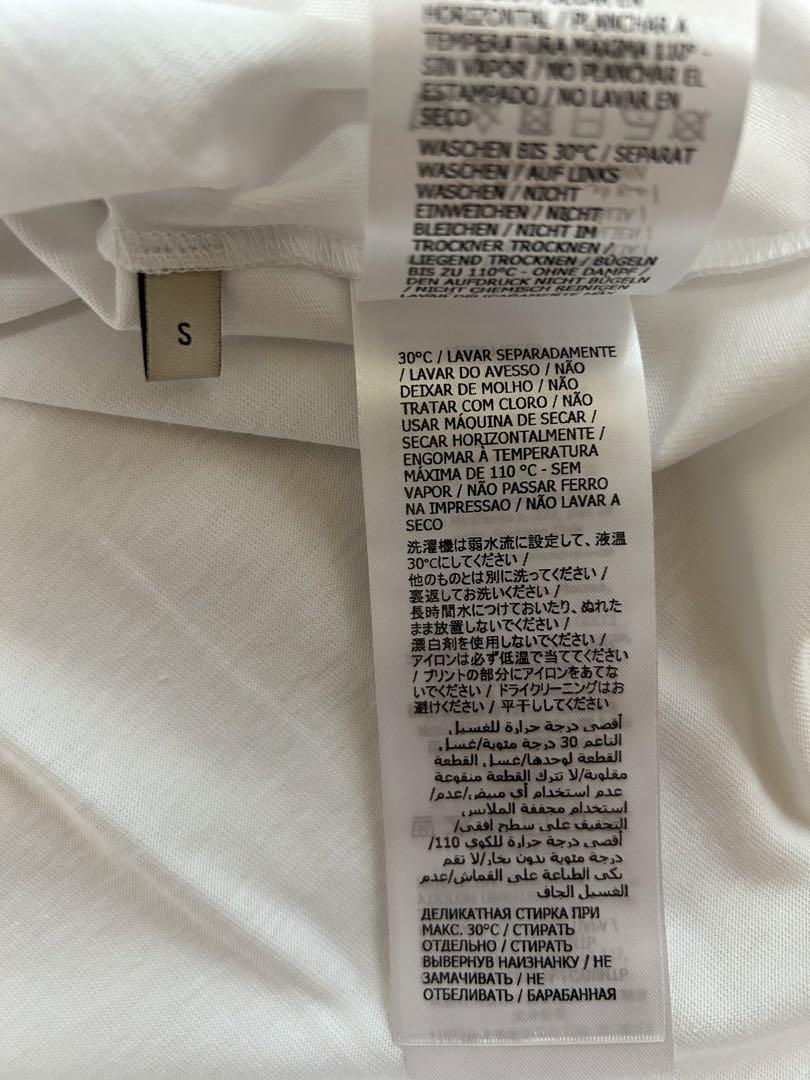 HORIZONTAL / PLANCHAR A
TEMPERATURA MÁXIMA 110° -
SIN VAPOR / NO PLANCHAR EL
ESTAMPADO / NO LAVAR EN
SECO
WASCHEN BIS 30°C / SEPARAT
WASCHEN / AUF LINKS
WASCHEN / NICHT
EINWEICHEN / NICHT
BLEICHEN / NICHT IM
TROCKNER TROCKNEN /
LIEGEND TROCKNEN / BÜGELN
BIS ZU 110°C - OHNE DAMPF /
DEN AUFDRUCK NICHT BÜGELN
/ NICHT CHEMISCH REINIGEN
LAVAR DELICADAMENTE MÁX
S
30°C / LAVAR SEPARADAMENTE
/ LAVAR DO AVESSO / NÃO
DEIXAR DE MOLHO / NÃO
TRATAR COM CLORO / NÃO
USAR MÁQUINA DE SECAR /
SECAR HORIZONTALMENTE /
ENGOMAR À TEMPERATURA
MÁXIMA DE 110 °C - SEM
VAPOR / NÃO PASSAR FERRO
NA IMPRESSAO / NÃO LAVAR A
SECO
洗濯機は弱水流に設定して、液温
30℃にしてください /
他のものとは別に洗ってください /
裏返してお洗いください /
長時間水につけておいたり、ぬれた
まま放置しないでください /
漂白剤を使用しないでください /
アイロンは必ず低温で当ててください
/ プリントの部分にアイロンをあてな
いでください / ドライクリーニングはお
避けください / 平干ししてください
أقصى درجة حرارة للغسيل
الناعم 30 درجة مئوية/غسل
القطعة لوحدها/غسل القطعة
مقلوبة/لا تترك القطعة منقوعة
عدم استخدام أي مبيض/عدم/
استخدام مجففة الملابس
التجفيف على سطح افقي/
أقصى درجة حرارة للكوي 110/
درجة مئوية بدون بخار/لا تقم
بكى الطباعة على القماش/عدم
الغسيل الجاف
ДЕЛИКАТНАЯ СТИРКА ПРИ
МАКС. 30°C / СТИРАТЬ
ОТДЕЛЬНО / СТИРАТЬ
ВЫВЕРНУВ НАИЗНАНКУ / НЕ
ЗАМАЧИВАТЬ / НЕ
ОТБЕЛИВАТЬ / БАРАБАННАЯ